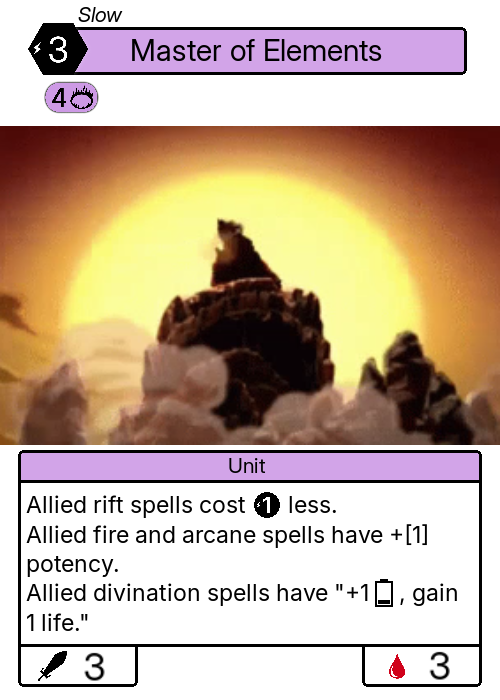 Slow
3 Master of Elements
4
Unit
Allied rift spells cost 1 less.
Allied fire and arcane spells have +[1]
potency.
Allied divination spells have "+1 , gain
1 life."
3 3